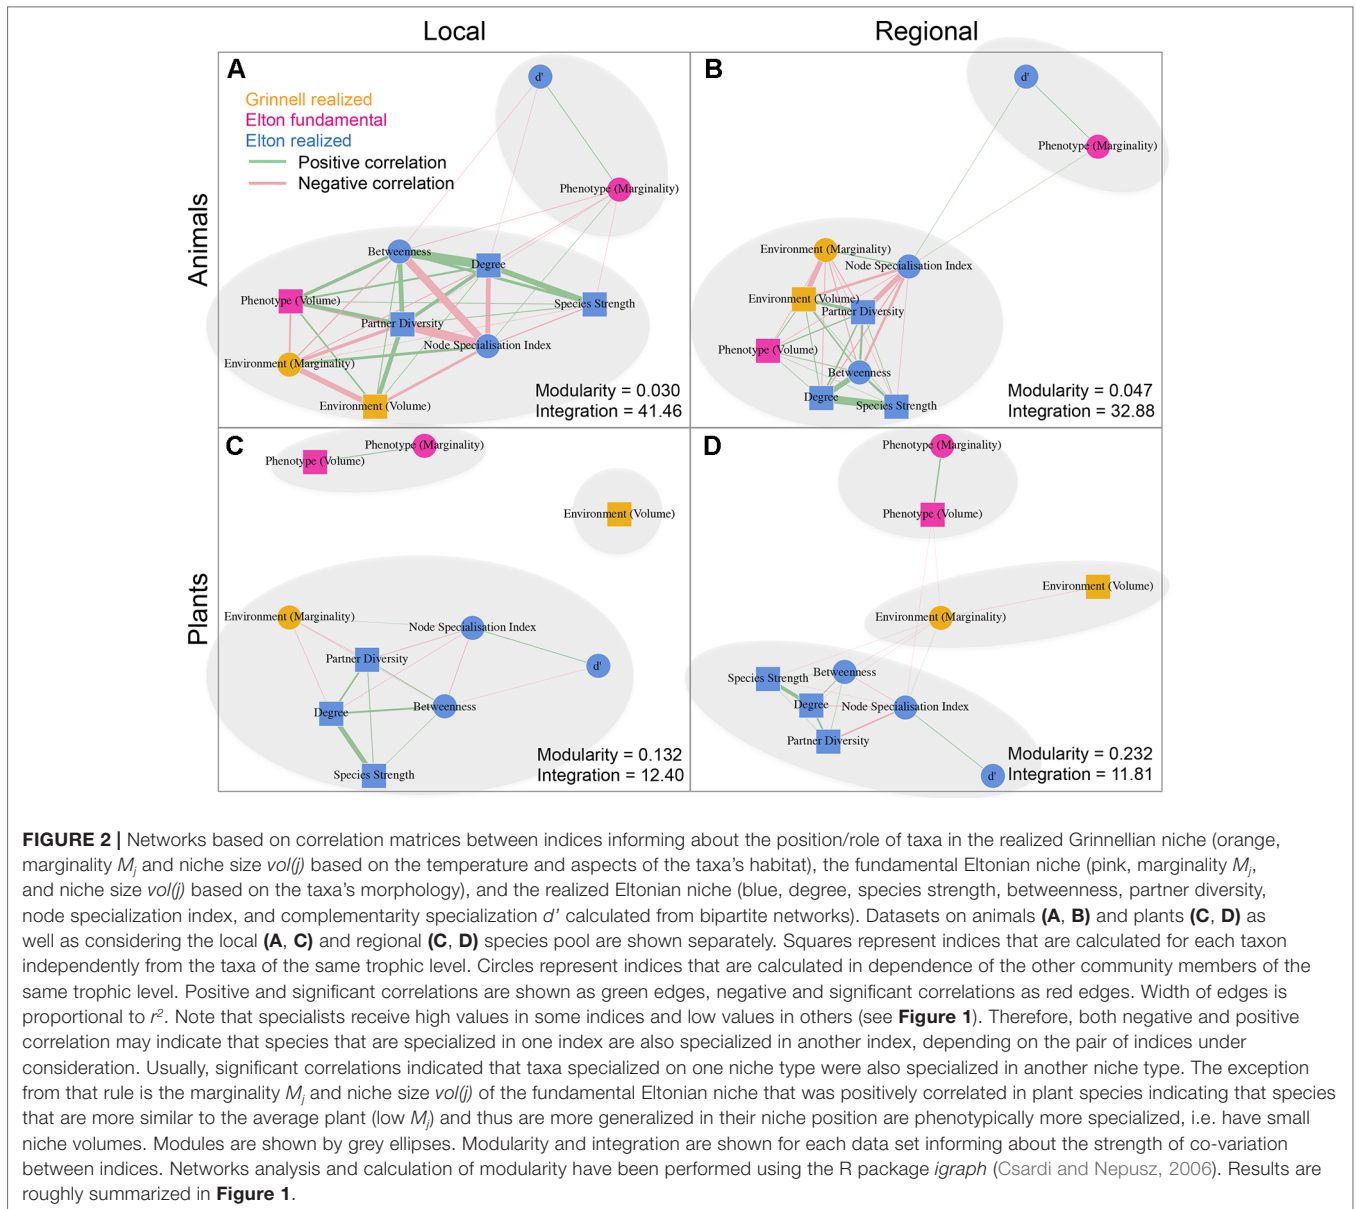 Local
Regional
Animals
Plants
A
Grinnell realized
Elton fundamental
Elton realized
Positive correlation
Negative correlation
d'
Phenotype (Marginality)
Betweenness
Degree
Phenotype (Volume)
Species Strength
Partner Diversity
Node Specialisation Index
Environment (Marginality)
Environment (Volume)
Modularity = 0.030
Integration = 41.46
B
d'
Phenotype (Marginality)
Environment (Marginality)
Node Specialisation Index
Environment (Volume)
Partner Diversity
Phenotype (Volume)
Betweenness
Degree
Species Strength
Modularity = 0.047
Integration = 32.88
C
Phenotype (Marginality)
Phenotype (Volume)
Environment (Volume)
Environment (Marginality)
Node Specialisation Index
Partner Diversity
d'
Degree
Betweenness
Species Strength
Modularity = 0.132
Integration = 12.40
D
Phenotype (Marginality)
Phenotype (Volume)
Environment (Volume)
Environment (Marginality)
Species Strength
Betweenness
Degree
Node Specialisation Index
Partner Diversity
d'
Modularity = 0.232
Integration = 11.81
FIGURE 2 | Networks based on correlation matrices between indices informing about the position/role of taxa in the realized Grinnellian niche (orange,
marginality Mj and niche size vol(j) based on the temperature and aspects of the taxa's habitat), the fundamental Eltonian niche (pink, marginality Mj,
and niche size vol(j) based on the taxa's morphology), and the realized Eltonian niche (blue, degree, species strength, betweenness, partner diversity,
node specialization index, and complementarity specialization d' calculated from bipartite networks). Datasets on animals (A, B) and plants (C, D) as
well as considering the local (A, C) and regional (C, D) species pool are shown separately. Squares represent indices that are calculated for each taxon
independently from the taxa of the same trophic level. Circles represent indices that are calculated in dependence of the other community members of the
same trophic level. Positive and significant correlations are shown as green edges, negative and significant correlations as red edges. Width of edges is
proportional to r2. Note that specialists receive high values in some indices and low values in others (see Figure 1). Therefore, both negative and positive
correlation may indicate that species that are specialized in one index are also specialized in another index, depending on the pair of indices under
consideration. Usually, significant correlations indicated that taxa specialized on one niche type were also specialized in another niche type. The exception
from that rule is the marginality Mj and niche size vol(j) of the fundamental Eltonian niche that was positively correlated in plant species indicating that species
that are more similar to the average plant (low Mj) and thus are more generalized in their niche position are phenotypically more specialized, i.e. have small
niche volumes. Modules are shown by grey ellipses. Modularity and integration are shown for each data set informing about the strength of co-variation
between indices. Networks analysis and calculation of modularity have been performed using the R package igraph (Csardi and Nepusz, 2006). Results are
roughly summarized in Figure 1.